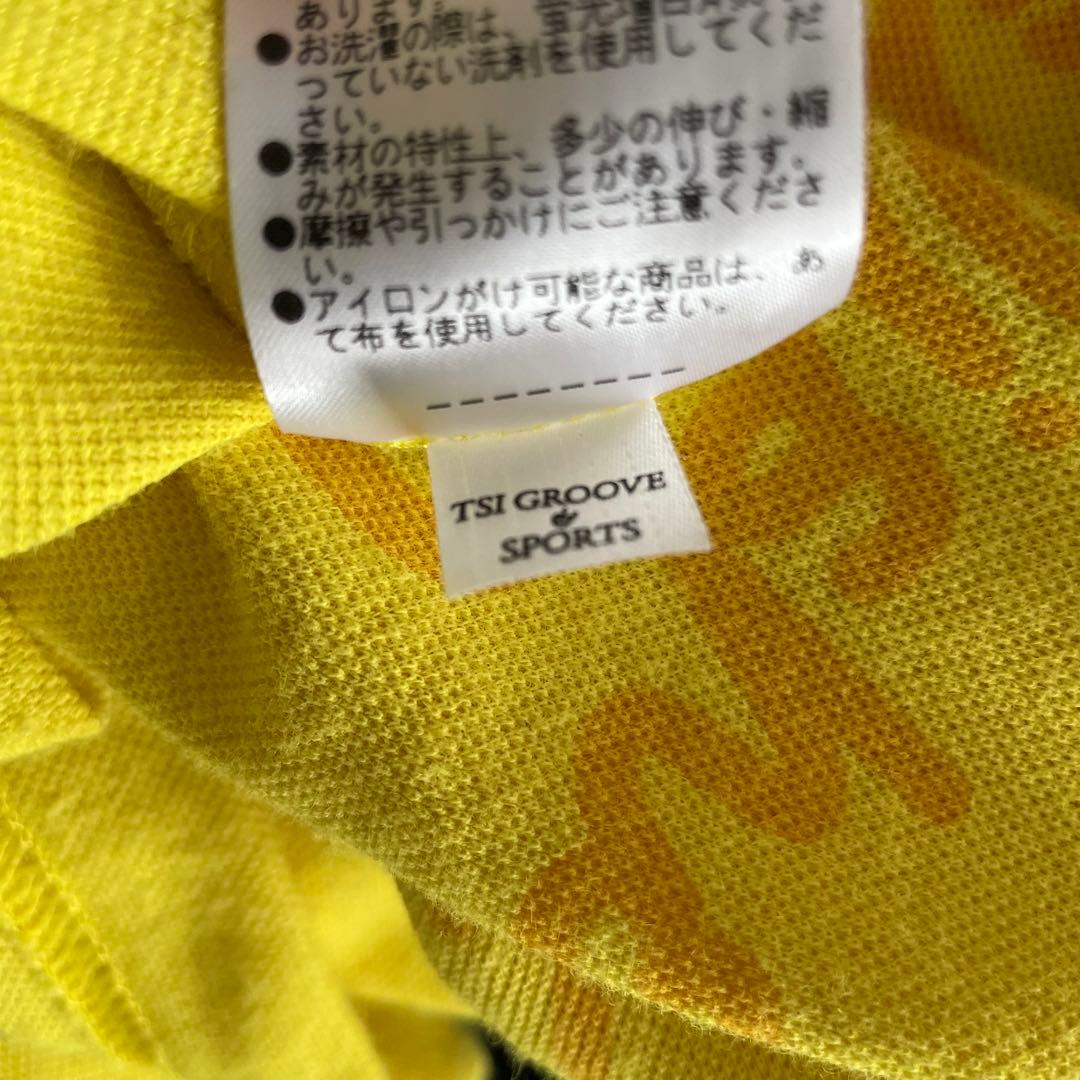 あります。
●お洗濯の際は、蛍光増白剤が入
っていない洗剤を使用してくだ
さい。
●素材の特性上、多少の伸び・縮
みが発生することがあります。
●摩擦や引っかけにご注意くださ
い。
●アイロンがけ可能な商品は、あ
て布を使用してください。
--------
TSI GROOVE
&
SPORTS